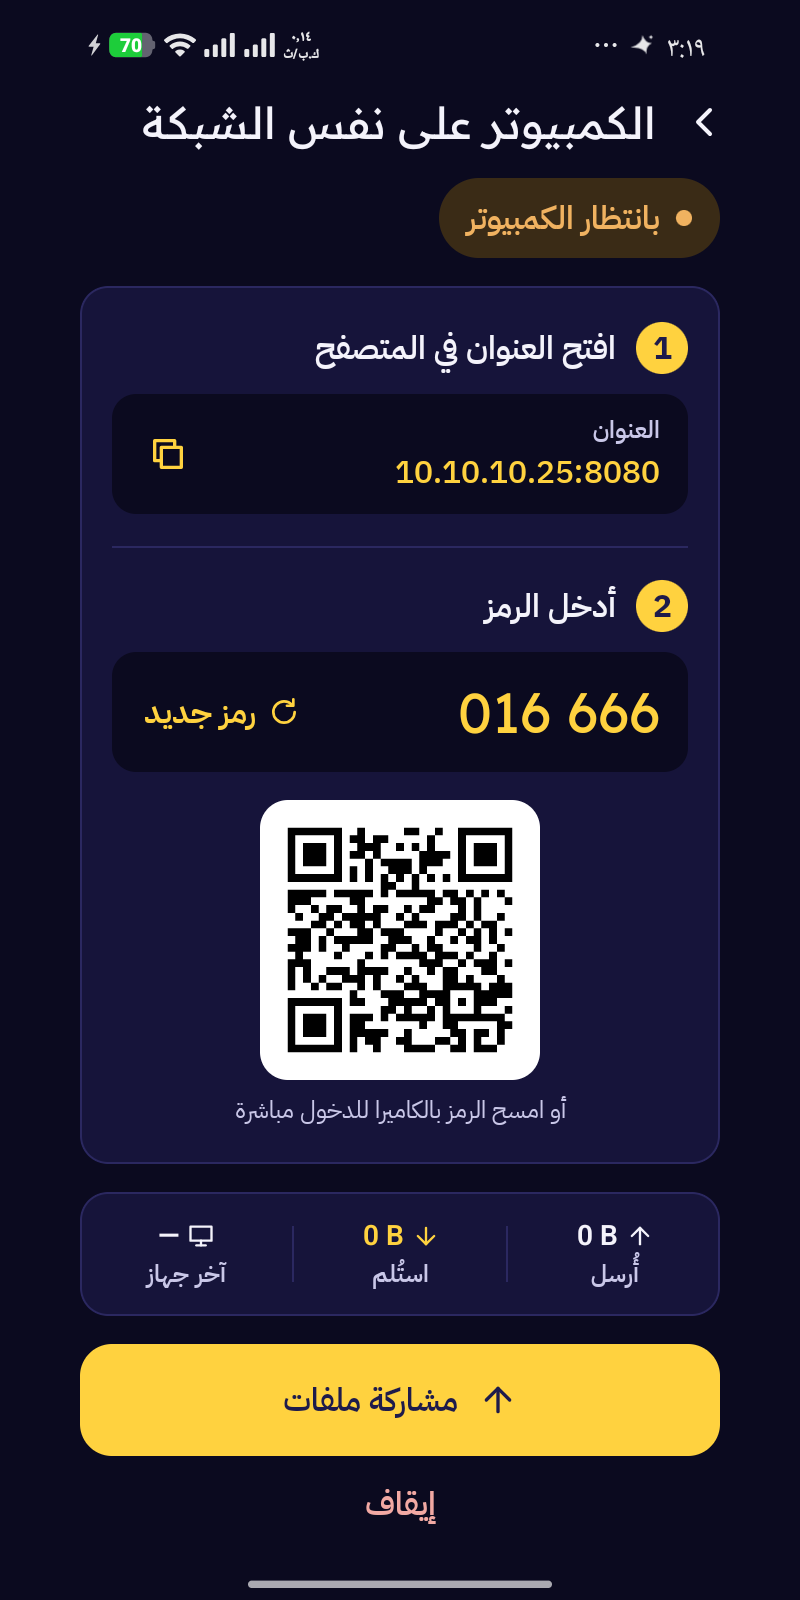 ٣:١٩
٠,١٤ ك.ب/ث
70
الكمبيوتر على نفس الشبكة
بانتظار الكمبيوتر
1 افتح العنوان في المتصفح
العنوان
10.10.10.25:8080
2 أدخل الرمز
016 666
رمز جديد
أو امسح الرمز بالكاميرا للدخول مباشرة
0 B
أُرسل
0 B
استُلم
—
آخر جهاز
مشاركة ملفات
إيقاف